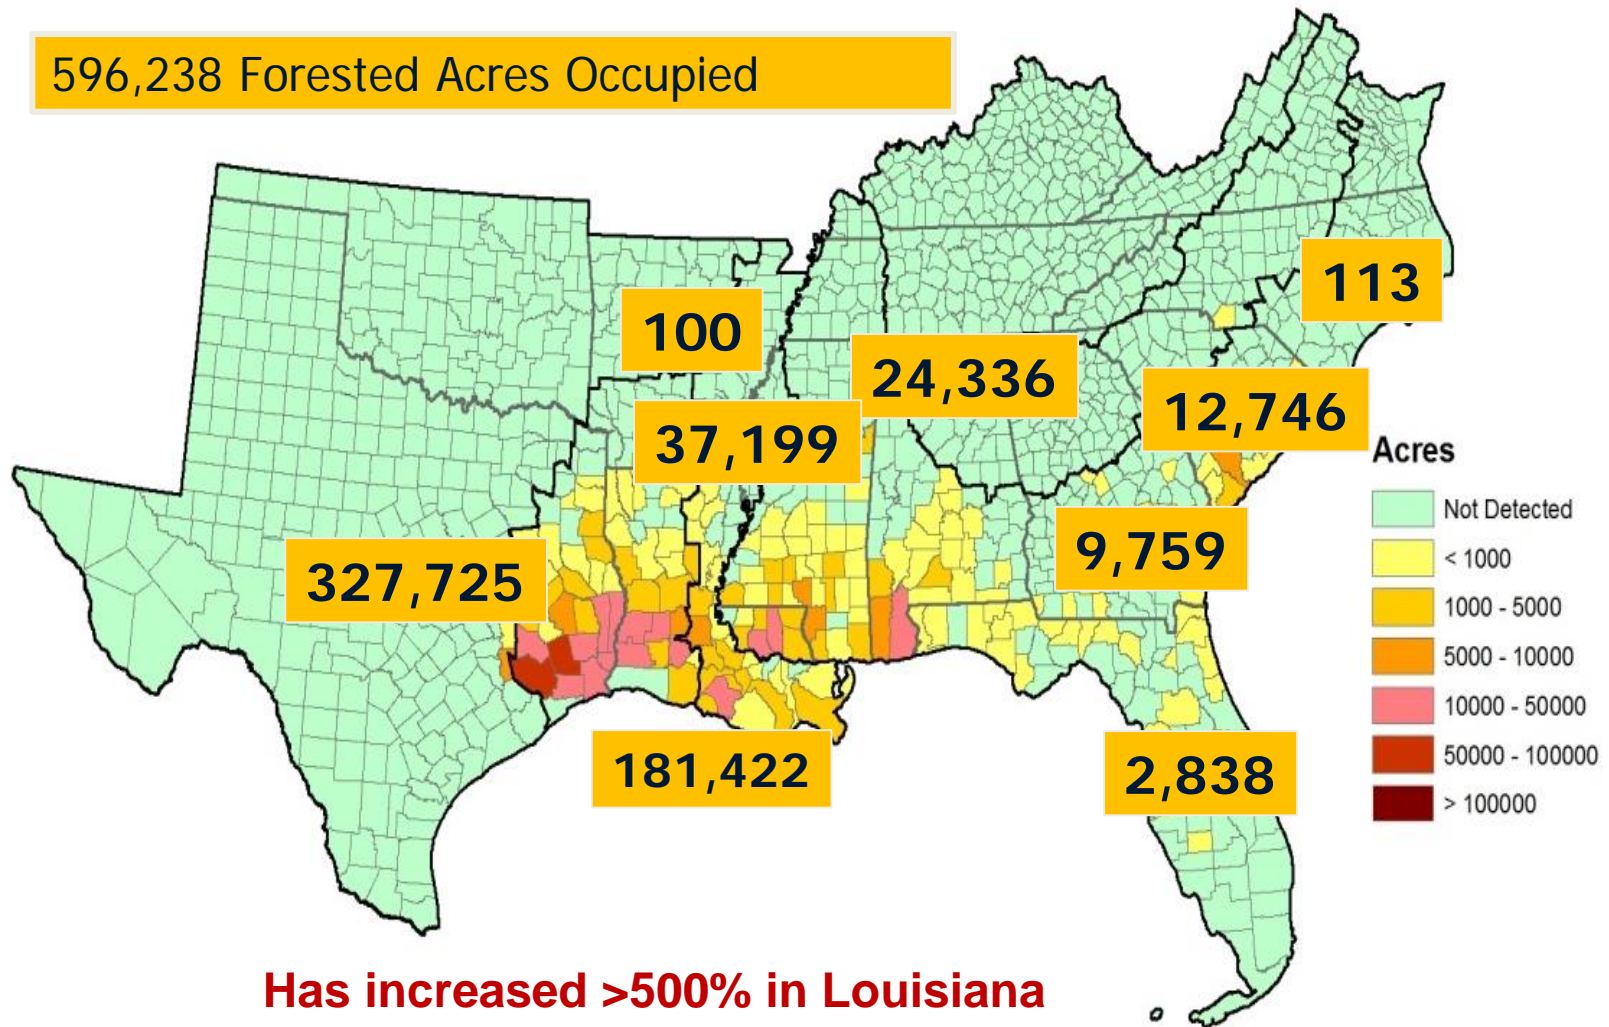 596,238 Forested Acres Occupied
113
100
24,336
12,746
37,199
Acres
Not Detected
< 1000
9,759
327,725
1000 - 5000
5000 - 10000
10000 - 50000
181,422
2,838
50000 - 100000
> 100000
Has increased >500% in Louisiana